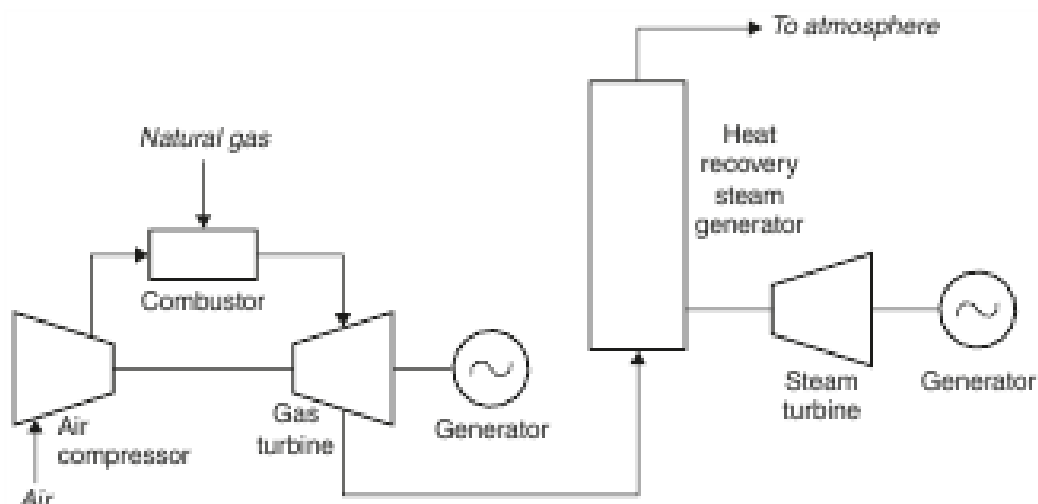 To atmosphere
Natural gas
Heat
recovery
steam
generator
Combustor
Air
compressor
Gas
turbine
Generator
Steam
turbine
Generator
Air